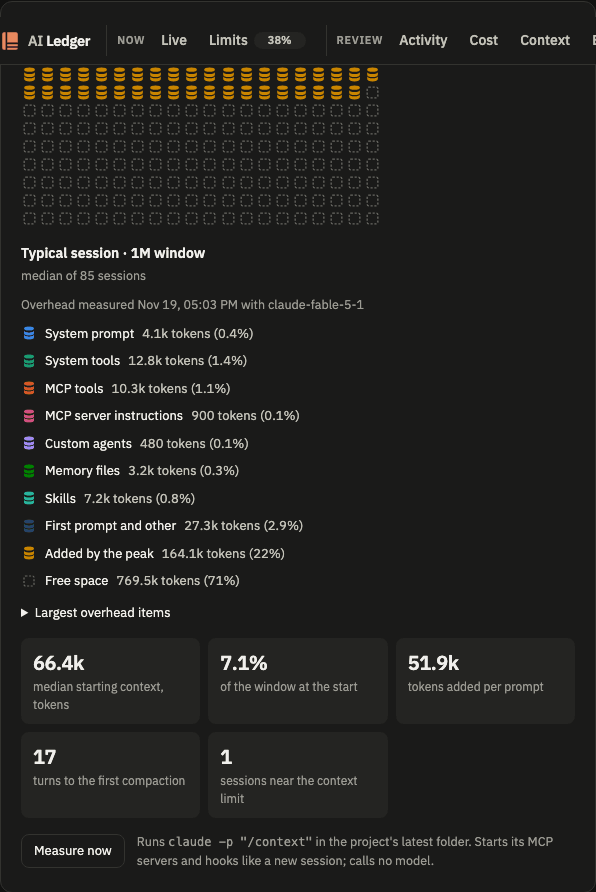 AI Ledger NOW Live Limits 38% REVIEW Activity Cost Context
Typical session · 1M window
median of 85 sessions
Overhead measured Nov 19, 05:03 PM with claude-fable-5-1
System prompt 4.1k tokens (0.4%)
System tools 12.8k tokens (1.4%)
MCP tools 10.3k tokens (1.1%)
MCP server instructions 900 tokens (0.1%)
Custom agents 480 tokens (0.1%)
Memory files 3.2k tokens (0.3%)
Skills 7.2k tokens (0.8%)
First prompt and other 27.3k tokens (2.9%)
Added by the peak 164.1k tokens (22%)
Free space 769.5k tokens (71%)
Largest overhead items
66.4k
median starting context,
tokens
7.1%
of the window at the start
51.9k
tokens added per prompt
17
turns to the first compaction
1
sessions near the context
limit
Measure now
Runs claude -p "/context" in the project's latest folder. Starts its MCP
servers and hooks like a new session; calls no model.